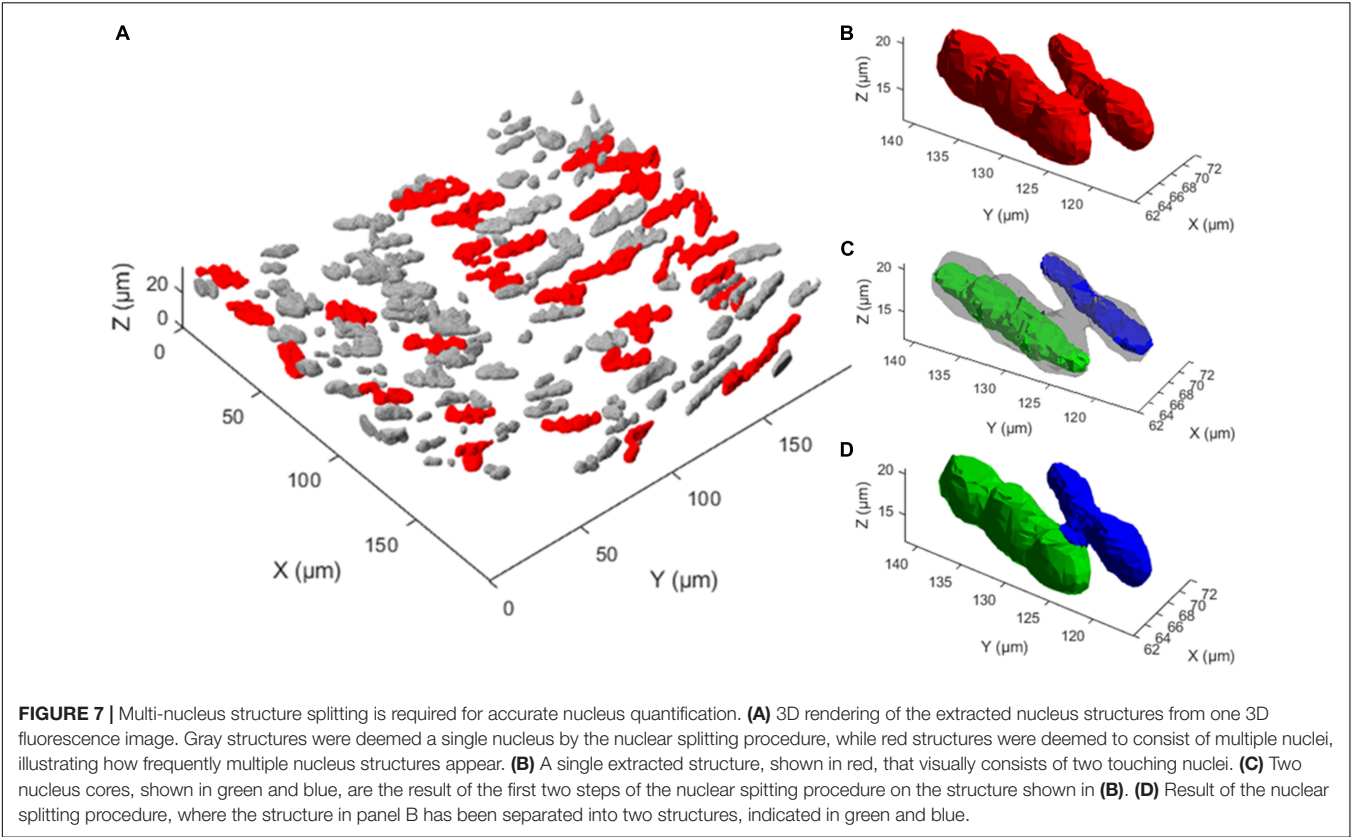 A
Z (µm)
20
0
0
50
100
150
X (µm)
0
50
100
150
Y (µm)
B
Z (µm)
20
15
140
135
130
125
120
Y (µm)
62
64
66
68
70
72
X (µm)
C
Z (µm)
20
15
140
135
130
125
120
Y (µm)
62
64
66
68
70
72
X (µm)
D
Z (µm)
20
15
140
135
130
125
120
Y (µm)
62
64
66
68
70
72
X (µm)
FIGURE 7 | Multi-nucleus structure splitting is required for accurate nucleus quantification. (A) 3D rendering of the extracted nucleus structures from one 3D
fluorescence image. Gray structures were deemed a single nucleus by the nuclear splitting procedure, while red structures were deemed to consist of multiple nuclei,
illustrating how frequently multiple nucleus structures appear. (B) A single extracted structure, shown in red, that visually consists of two touching nuclei. (C) Two
nucleus cores, shown in green and blue, are the result of the first two steps of the nuclear spitting procedure on the structure shown in (B). (D) Result of the nuclear
splitting procedure, where the structure in panel B has been separated into two structures, indicated in green and blue.